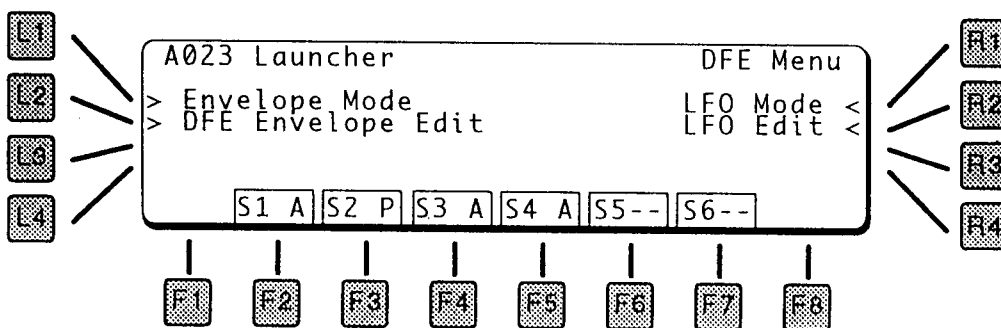 L1
L2
L3
L4
A023 Launcher DFE Menu
> Envelope Mode LFO Mode <
> DFE Envelope Edit LFO Edit <
S1 A S2 P S3 A S4 A S5-- S6--
R1
R2
R3
R4
F1 F2 F3 F4 F5 F6 F7 F8